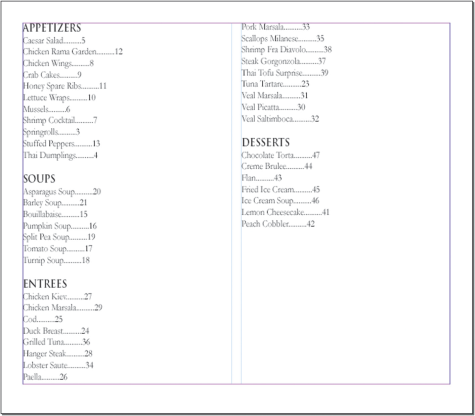 APPETIZERS
Caesar Salad..........5
Chicken Rama Garden..........12
Chicken Wings..........8
Crab Cakes..........9
Honey Spare Ribs..........11
Lettuce Wraps..........10
Mussels..........6
Shrimp Cocktail..........7
Springrolls..........3
Stuffed Peppers..........13
Thai Dumplings..........4
SOUPS
Asparagus Soup..........20
Barley Soup..........21
Bouillabaise..........15
Pumpkin Soup..........16
Split Pea Soup..........19
Tomato Soup..........17
Turnip Soup..........18
ENTREES
Chicken Kiev..........27
Chicken Marsala..........29
Cod..........25
Duck Breast..........24
Grilled Tuna..........36
Hanger Steak..........28
Lobster Saute..........34
Paella..........26
Pork Marsala..........33
Scallops Milanese..........35
Shrimp Fra Diavolo..........38
Steak Gorgonzola..........37
Thai Tofu Surprise..........39
Tuna Tartare..........23
Veal Marsala..........31
Veal Picatta..........30
Veal Saltimboca..........32
DESSERTS
Chocolate Torta..........47
Creme Brulee..........44
Flan..........43
Fried Ice Cream..........45
Ice Cream Soup..........46
Lemon Cheesecake..........41
Peach Cobbler..........42